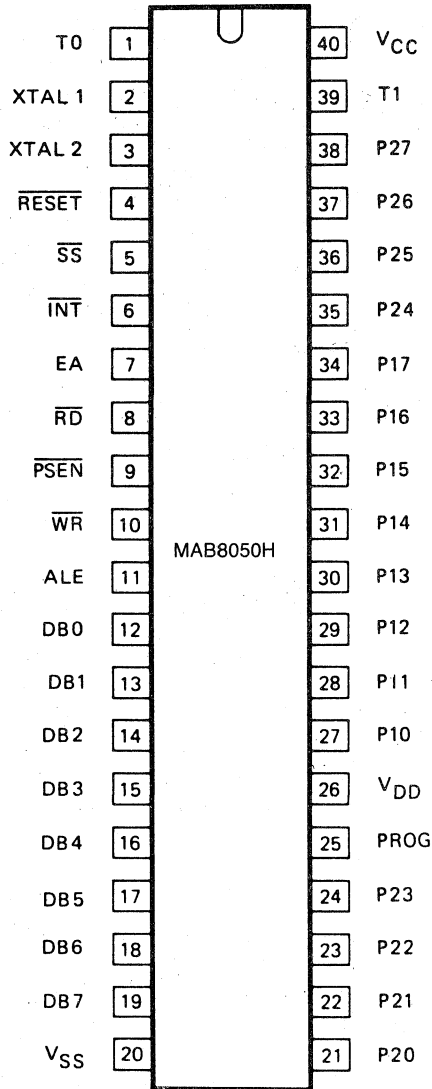 T0 1 40 VCC
XTAL 1 2 39 T1
XTAL 2 3 38 P27
RESET 4 37 P26
SS 5 36 P25
INT 6 35 P24
EA 7 34 P17
RD 8 33 P16
PSEN 9 32 P15
WR 10 31 P14
MAB8050H
ALE 11 30 P13
DB0 12 29 P12
DB1 13 28 P11
DB2 14 27 P10
DB3 15 26 VDD
DB4 16 25 PROG
DB5 17 24 P23
DB6 18 23 P22
DB7 19 22 P21
VSS 20 21 P20